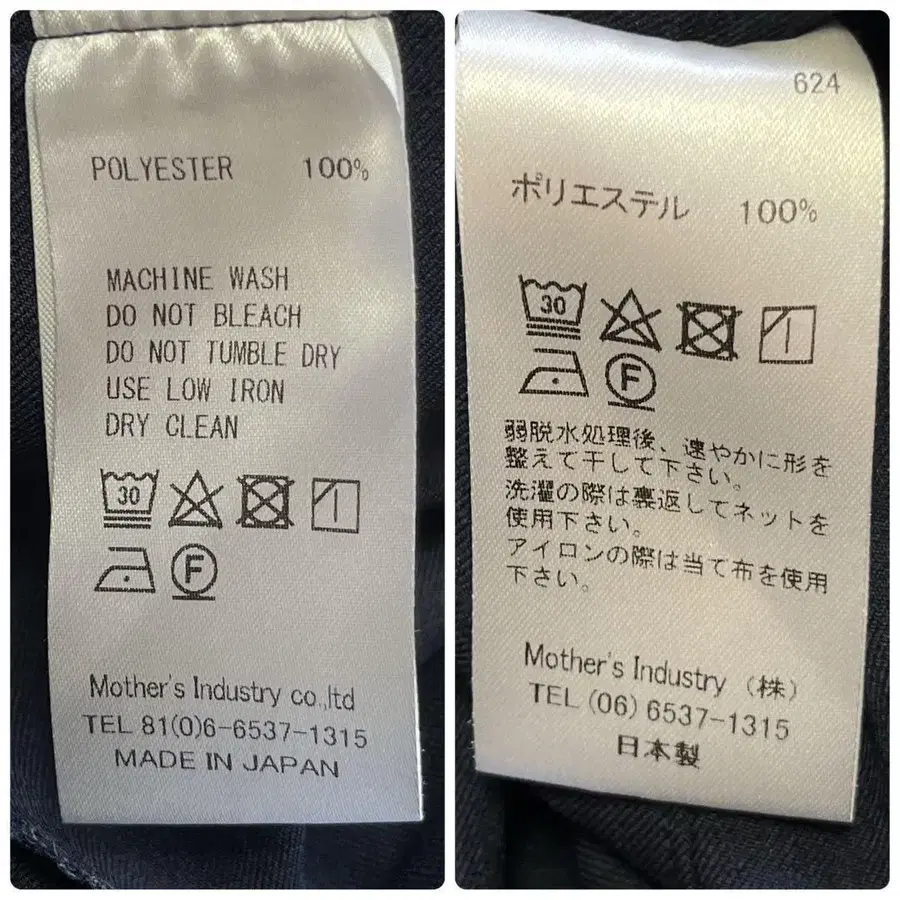 POLYESTER 100%
MACHINE WASH
DO NOT BLEACH
DO NOT TUMBLE DRY
USE LOW IRON
DRY CLEAN
30
F
Mother's Industry co.,ltd
TEL 81(0)6-6537-1315
MADE IN JAPAN
624
ポリエステル 100%
30
F
弱脱水処理後、速やかに形を
整えて干して下さい。
洗濯の際は裏返してネットを
使用下さい。
アイロンの際は当て布を使用
下さい。
Mother's Industry (株)
TEL (06) 6537-1315
日本製